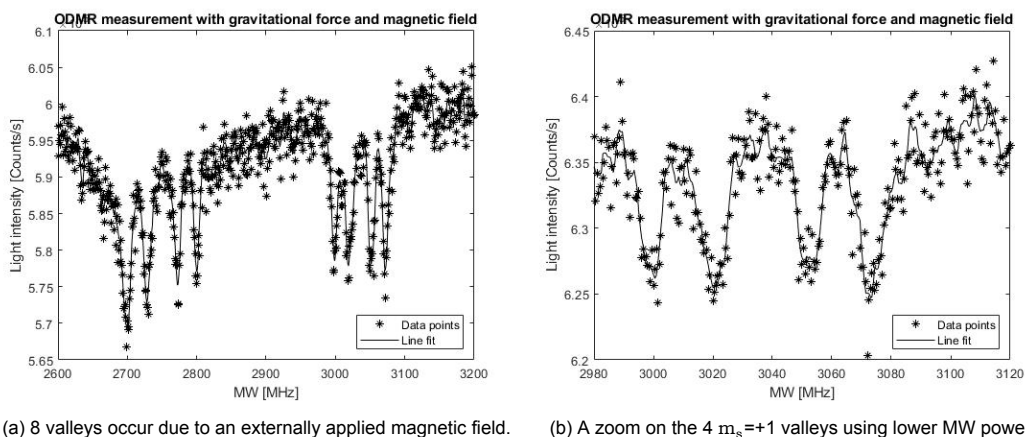 ODMR measurement with gravitational force and magnetic field
6.1
6.05
6
5.95
5.9
5.85
5.8
5.75
5.7
5.65
Light intensity [Counts/s]
2600 2700 2800 2900 3000 3100 3200
MW [MHz]
Data points
Line fit
(a) 8 valleys occur due to an externally applied magnetic field.
ODMR measurement with gravitational force and magnetic field
6.45
6.4
6.35
6.3
6.25
6.2
Light intensity [Counts/s]
2980 3000 3020 3040 3060 3080 3100 3120
MW [MHz]
Data points
Line fit
(b) A zoom on the 4 mₛ=+1 valleys using lower MW powe